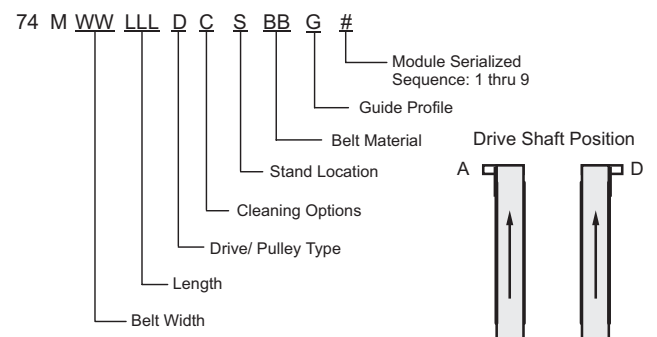 74 M WW LLL D C S BB G #
Module Serialized
Sequence: 1 thru 9
Guide Profile
Belt Material
Stand Location
Cleaning Options
Drive/ Pulley Type
Length
Belt Width
Drive Shaft Position
A D